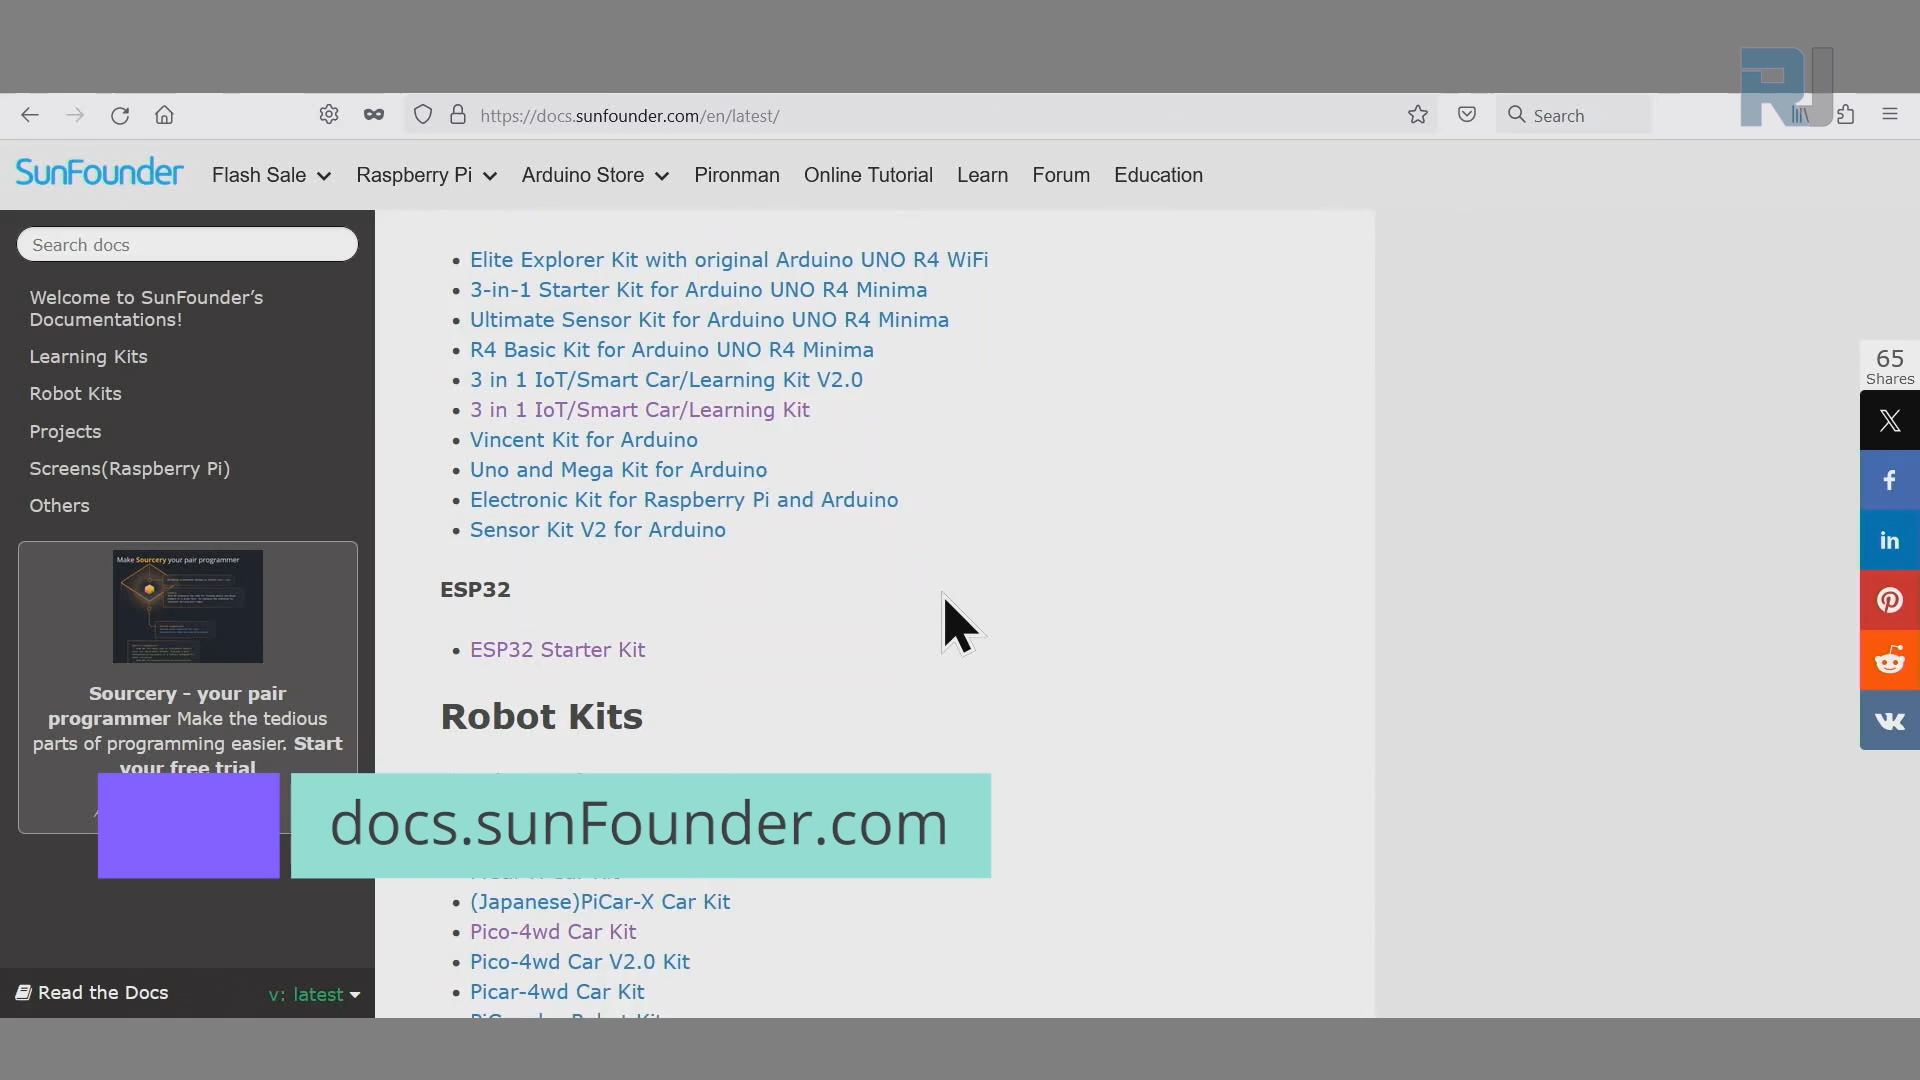 RJ
https://docs.sunfounder.com/en/latest/
Search
SunFounder
Flash Sale
Raspberry Pi
Arduino Store
Pironman
Online Tutorial
Learn
Forum
Education
Search docs
Welcome to SunFounder’s
Documentations!
Learning Kits
Robot Kits
Projects
Screens(Raspberry Pi)
Others
Make Sourcery your pair programmer
Sourcery - your pair
programmer Make the tedious
parts of programming easier. Start
your free trial
Read the Docs
v: latest
Elite Explorer Kit with original Arduino UNO R4 WiFi
3-in-1 Starter Kit for Arduino UNO R4 Minima
Ultimate Sensor Kit for Arduino UNO R4 Minima
R4 Basic Kit for Arduino UNO R4 Minima
3 in 1 IoT/Smart Car/Learning Kit V2.0
3 in 1 IoT/Smart Car/Learning Kit
Vincent Kit for Arduino
Uno and Mega Kit for Arduino
Electronic Kit for Raspberry Pi and Arduino
Sensor Kit V2 for Arduino
ESP32
ESP32 Starter Kit
Robot Kits
docs.sunFounder.com
(Japanese)PiCar-X Car Kit
Pico-4wd Car Kit
Pico-4wd Car V2.0 Kit
Picar-4wd Car Kit
65
Shares